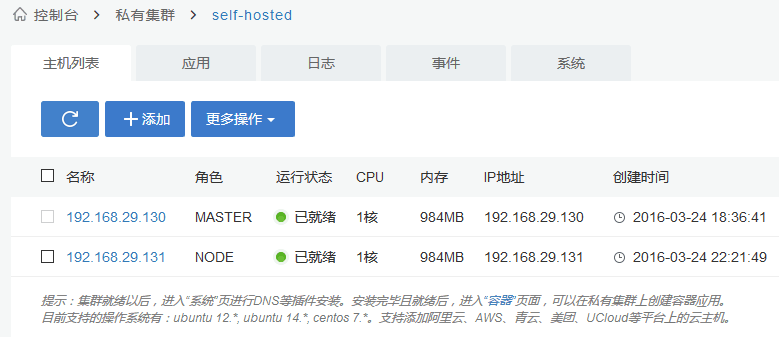 控制台 > 私有集群 > self-hosted
主机列表 应用 日志 事件 系统
添加 更多操作
名称 角色 运行状态 CPU 内存 IP地址 创建时间
192.168.29.130 MASTER 已就绪 1核 984MB 192.168.29.130 2016-03-24 18:36:41
192.168.29.131 NODE 已就绪 1核 984MB 192.168.29.131 2016-03-24 22:21:49
提示：集群就绪以后，进入“系统”页进行DNS等插件安装。安装完毕且就绪后，进入“容器”页面，可以在私有集群上创建容器应用。
目前支持的操作系统有：ubuntu 12.*, ubuntu 14.*, centos 7.*。支持添加阿里云、AWS、青云、美团、UCloud等平台上的云主机。